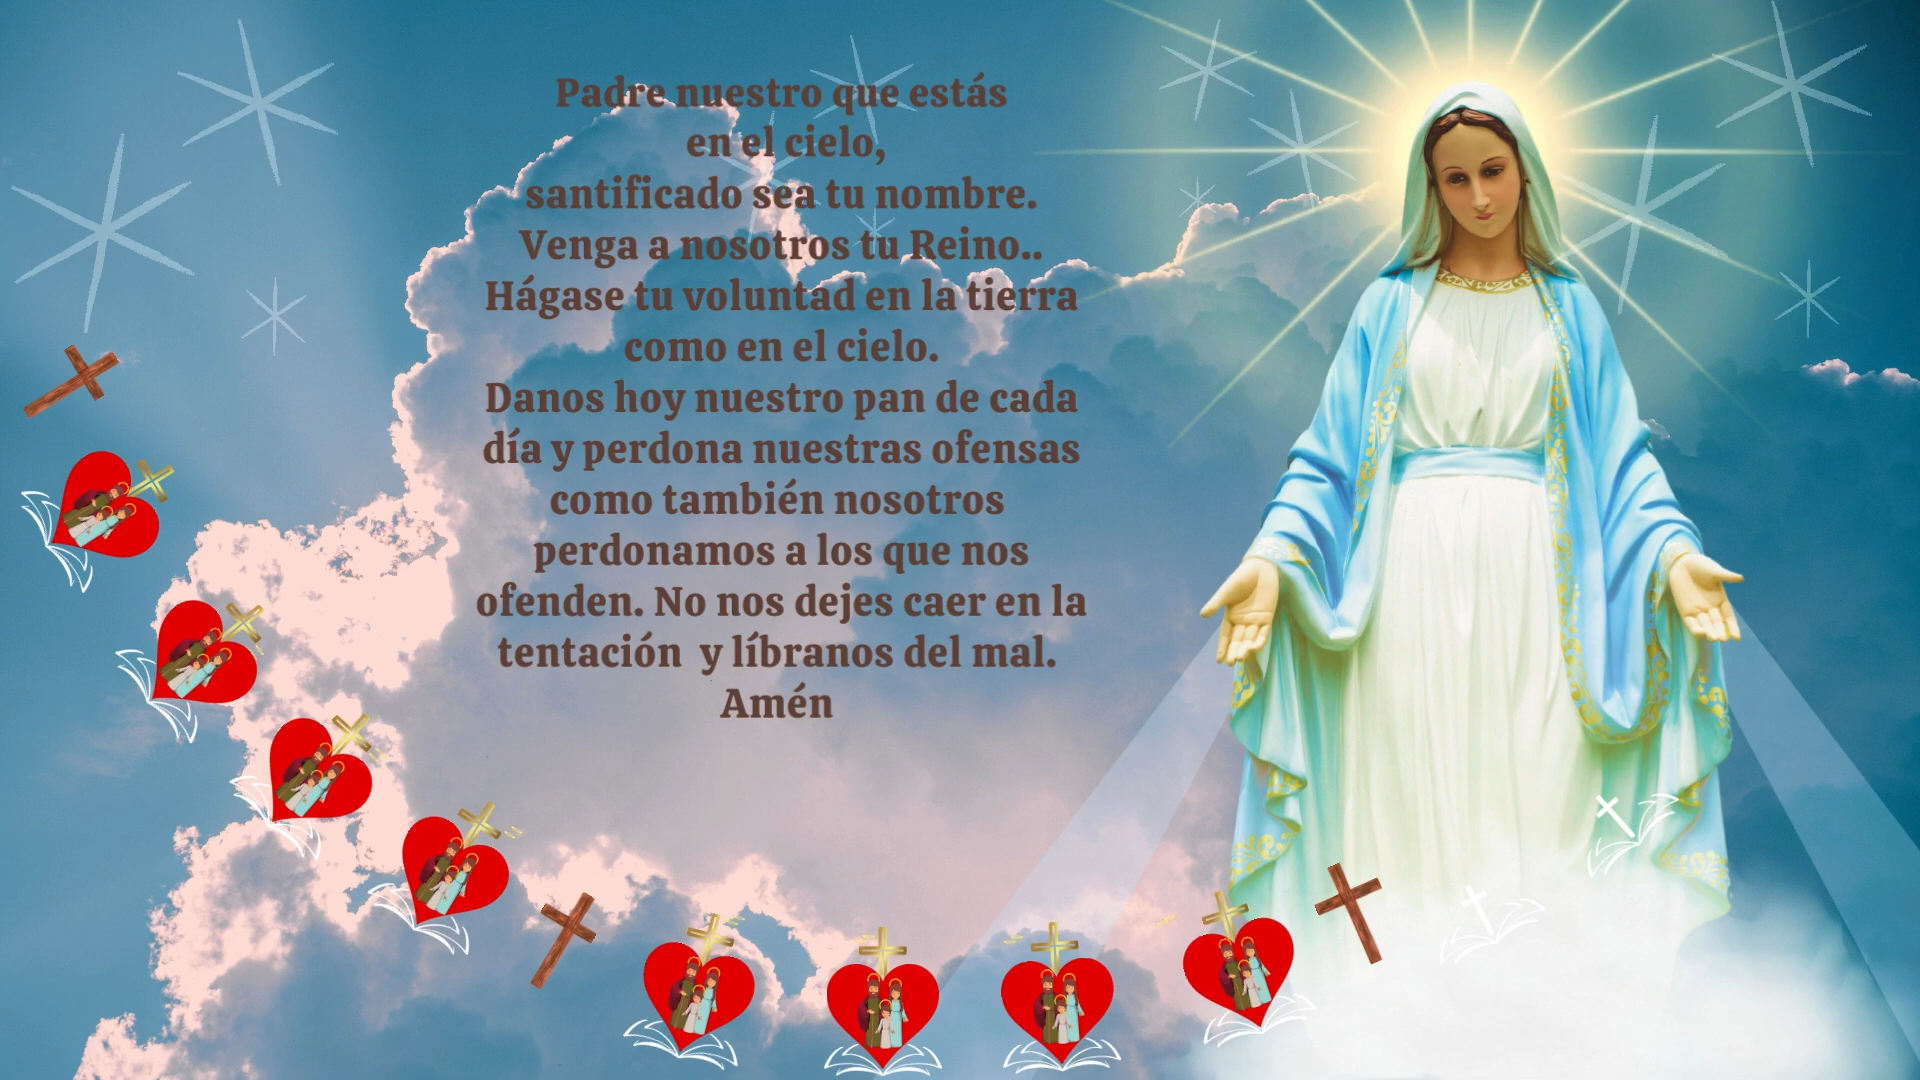 Padre nuestro que estás
en el cielo,
santificado sea tu nombre.
Venga a nosotros tu Reino..
Hágase tu voluntad en la tierra
como en el cielo.
Danos hoy nuestro pan de cada
día y perdona nuestras ofensas
como también nosotros
perdonamos a los que nos
ofenden. No nos dejes caer en la
tentación  y líbranos del mal.
Amén